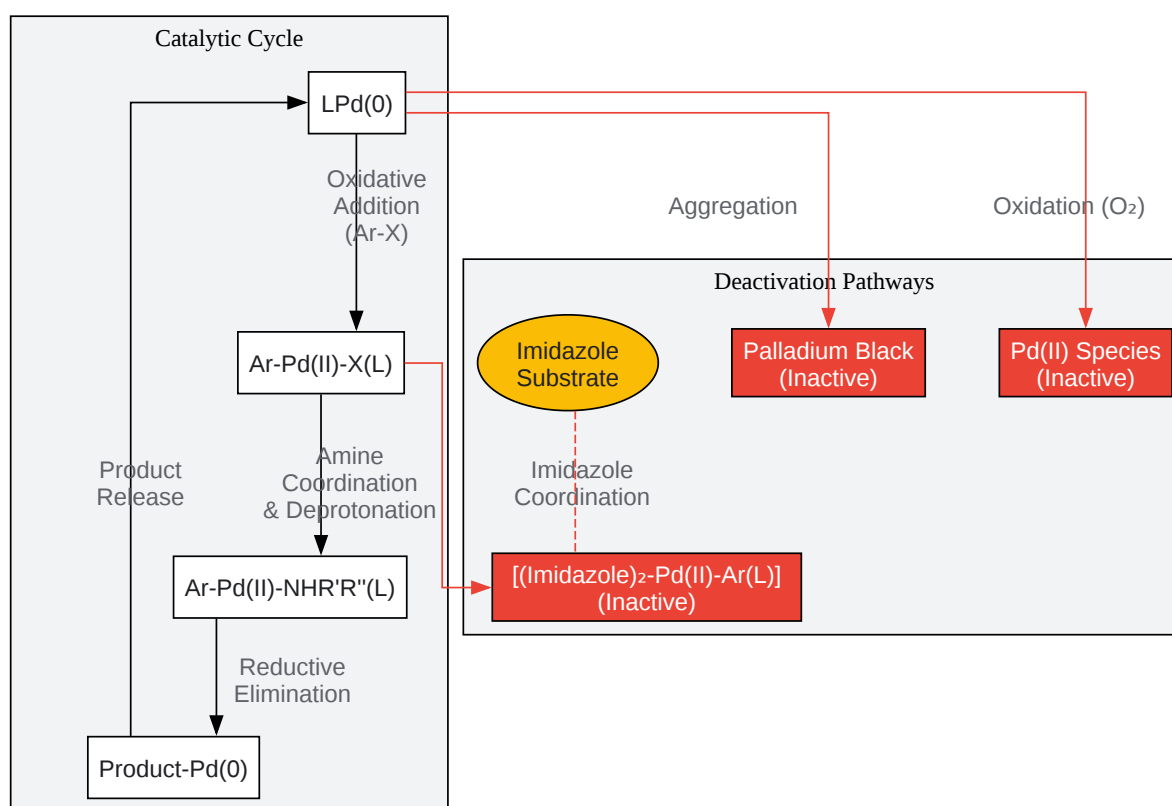 Catalytic Cycle
LPd(0)
Oxidative
Addition
(Ar-X)
Aggregation
Oxidation (O₂)
Deactivation Pathways
Ar-Pd(II)-X(L)
Imidazole
Substrate
Palladium Black
(Inactive)
Pd(II) Species
(Inactive)
Product
Release
Amine
Coordination
& Deprotonation
Imidazole
Coordination
Ar-Pd(II)-NHR'R"(L)
[(Imidazole)₂-Pd(II)-Ar(L)]
(Inactive)
Reductive
Elimination
Product-Pd(0)